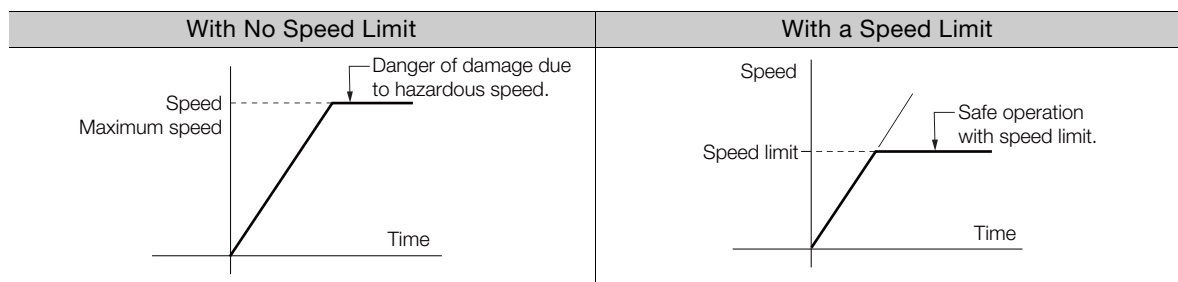 With No Speed Limit
With a Speed Limit
Danger of damage due
to hazardous speed.
Speed
Maximum speed
Time
Speed
Safe operation
with speed limit.
Speed limit
Time